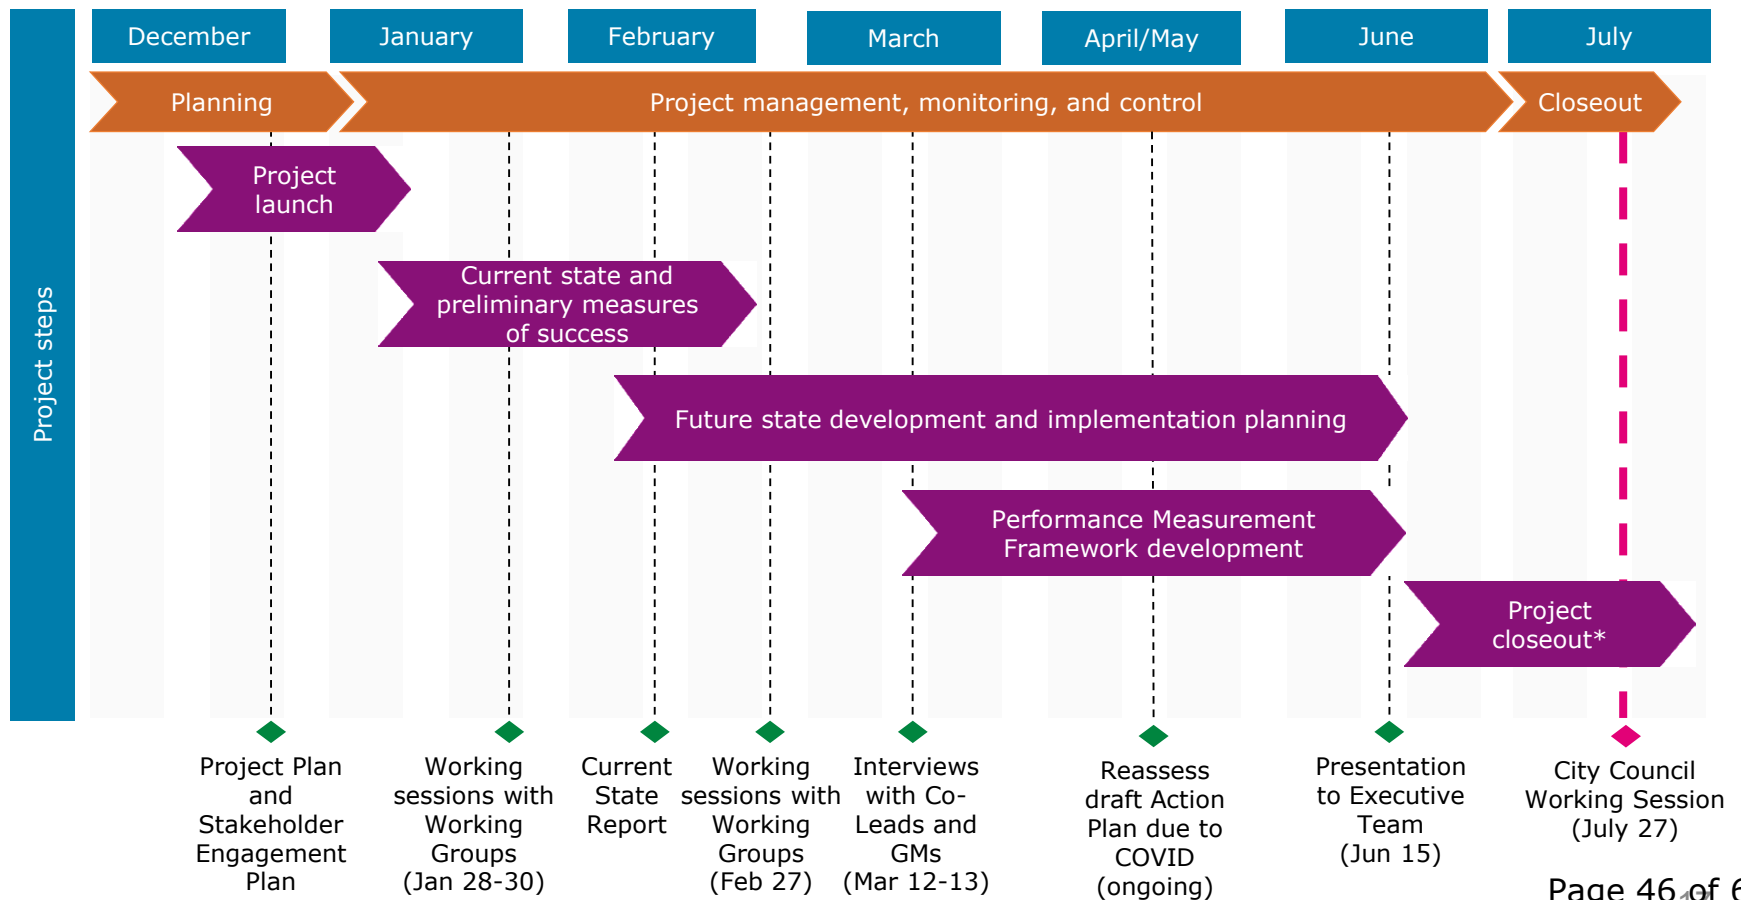 December
January
February
March
April/May
June
July
Planning
Project management, monitoring, and control
Closeout
Project steps
Project
launch
Current state and
preliminary measures
of success
Future state development and implementation planning
Performance Measurement
Framework development
Project
closeout*
Project Plan
and
Stakeholder
Engagement
Plan
Working
sessions with
Working
Groups
(Jan 28-30)
Current
State
Report
Working
sessions with
Working
Groups
(Feb 27)
Interviews
with Co-
Leads and
GMs
(Mar 12-13)
Reassess
draft Action
Plan due to
COVID
(ongoing)
Presentation
to Executive
Team
(Jun 15)
City Council
Working Session
(July 27)
Page 46 of 6